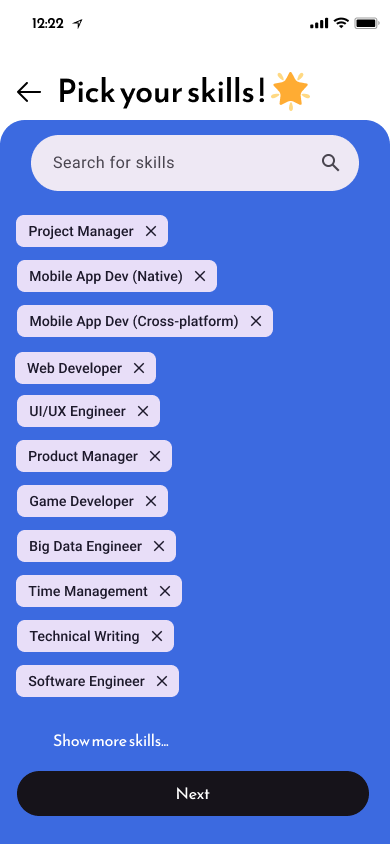 12:22
Pick your skills!
Search for skills
Project Manager
Mobile App Dev (Native)
Mobile App Dev (Cross-platform)
Web Developer
UI/UX Engineer
Product Manager
Game Developer
Big Data Engineer
Time Management
Technical Writing
Software Engineer
Show more skills...
Next